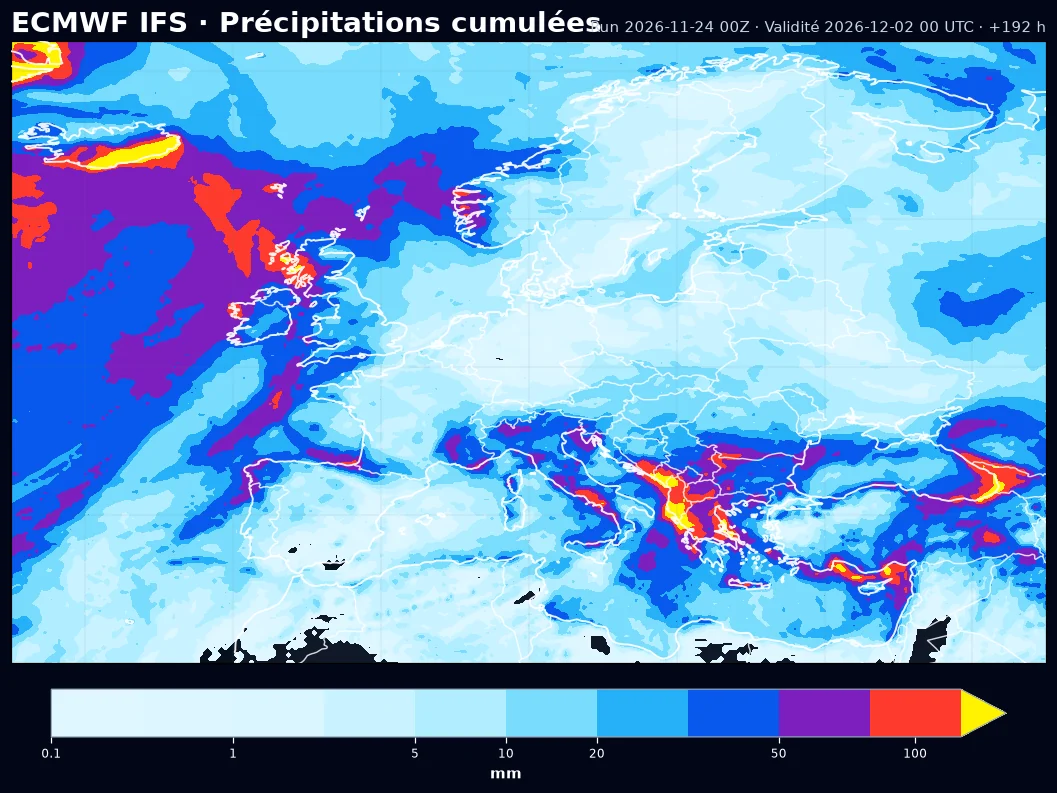 ECMWF IFS · Précipitations cumulées
Run 2026-11-24 00Z · Validité 2026-12-02 00 UTC · +192 h
0.1 1 5 10 20 50 100
mm